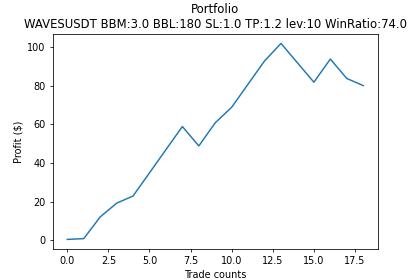 Portfolio
WAVESUSDT BBM:3.0 BBL:180 SL:1.0 TP:1.2 lev:10 WinRatio:74.0
100
80
60
40
20
0
Profit ($)
0.0 2.5 5.0 7.5 10.0 12.5 15.0 17.5
Trade counts